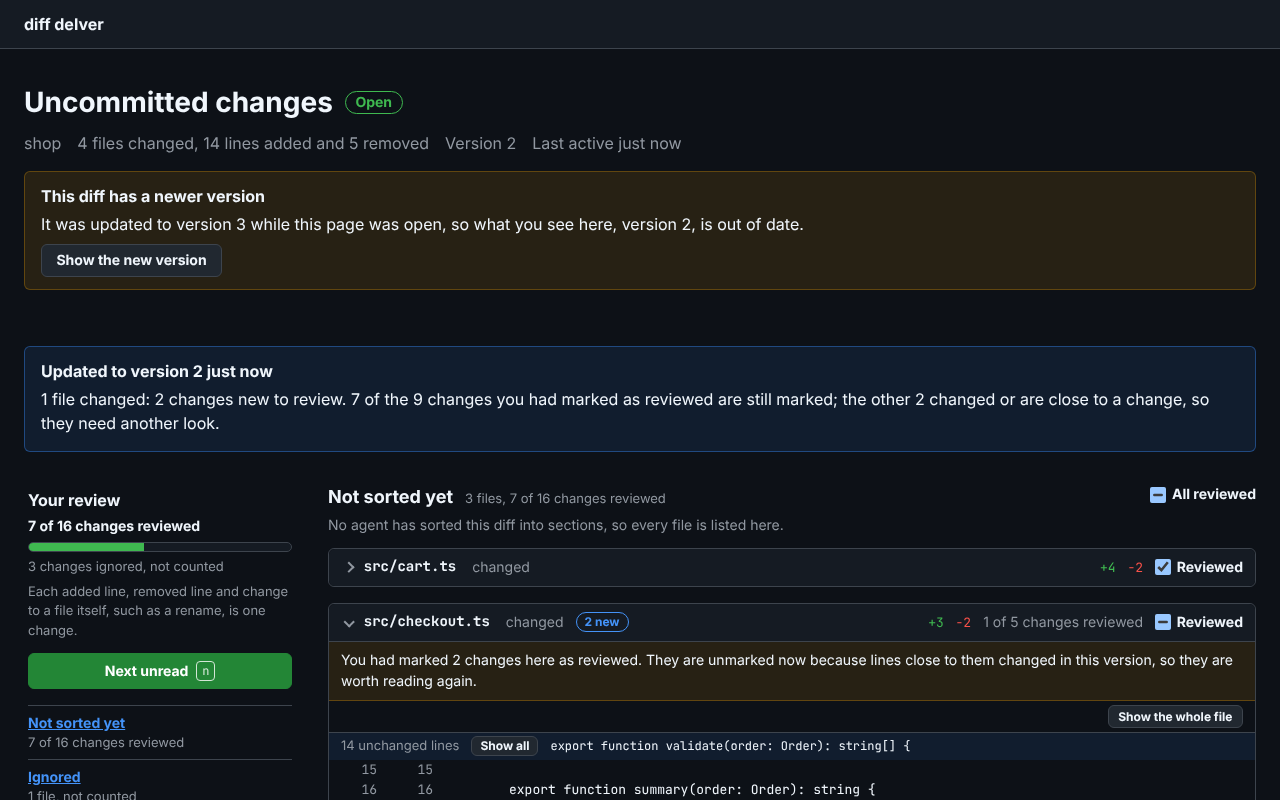 diff delver
Uncommitted changes Open
shop 4 files changed, 14 lines added and 5 removed Version 2 Last active just now
This diff has a newer version
It was updated to version 3 while this page was open, so what you see here, version 2, is out of date.
Show the new version
Updated to version 2 just now
1 file changed: 2 changes new to review. 7 of the 9 changes you had marked as reviewed are still marked; the other 2 changed or are close to a change, so
they need another look.
Your review
7 of 16 changes reviewed
3 changes ignored, not counted
Each added line, removed line and change
to a file itself, such as a rename, is one
change.
Next unread n
Not sorted yet
7 of 16 changes reviewed
Ignored
1 file, not counted
Not sorted yet 3 files, 7 of 16 changes reviewed All reviewed
No agent has sorted this diff into sections, so every file is listed here.
src/cart.ts changed +4 -2 Reviewed
src/checkout.ts changed 2 new +3 -2 1 of 5 changes reviewed Reviewed
You had marked 2 changes here as reviewed. They are unmarked now because lines close to them changed in this version, so they are
worth reading again.
Show the whole file
14 unchanged lines Show all export function validate(order: Order): string[] {
15 15
16 16 export function summary(order: Order): string {